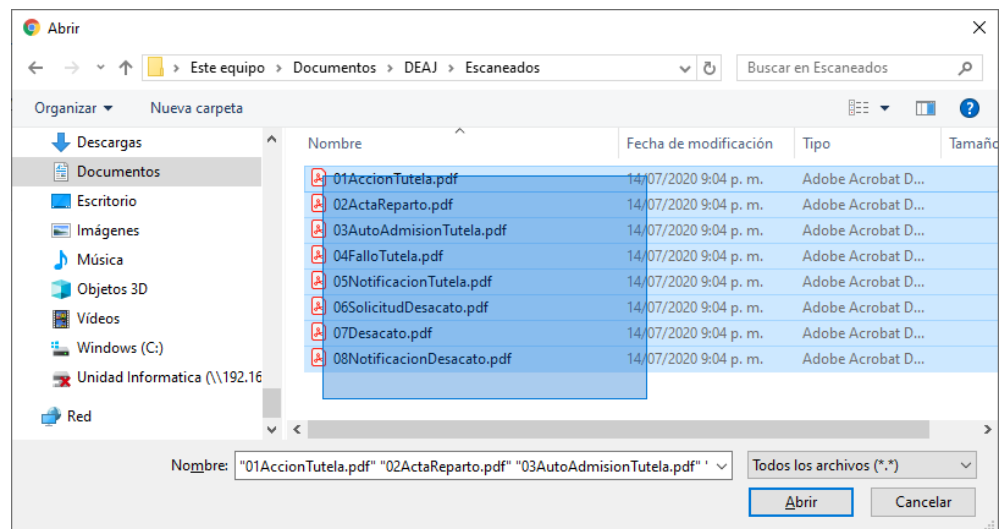 Abrir
Este equipo > Documentos > DEAJ > Escaneados
Buscar en Escaneados
Organizar Nueva carpeta
Nombre Fecha de modificación Tipo Tamaño
Descargas
Documentos
Escritorio
Imágenes
Música
Objetos 3D
Vídeos
Windows (C:)
Unidad Informatica (\\192.16
Red
01AccionTutela.pdf 14/07/2020 9:04 p. m. Adobe Acrobat D...
02ActaReparto.pdf 14/07/2020 9:04 p. m. Adobe Acrobat D...
03AutoAdmisionTutela.pdf 14/07/2020 9:04 p. m. Adobe Acrobat D...
04FalloTutela.pdf 14/07/2020 9:04 p. m. Adobe Acrobat D...
05NotificacionTutela.pdf 14/07/2020 9:04 p. m. Adobe Acrobat D...
06SolicitudDesacato.pdf 14/07/2020 9:04 p. m. Adobe Acrobat D...
07Desacato.pdf 14/07/2020 9:04 p. m. Adobe Acrobat D...
08NotificacionDesacato.pdf 14/07/2020 9:04 p. m. Adobe Acrobat D...
Nombre: "01AccionTutela.pdf" "02ActaReparto.pdf" "03AutoAdmisionTutela.pdf" '
Todos los archivos (*.*)
Abrir Cancelar